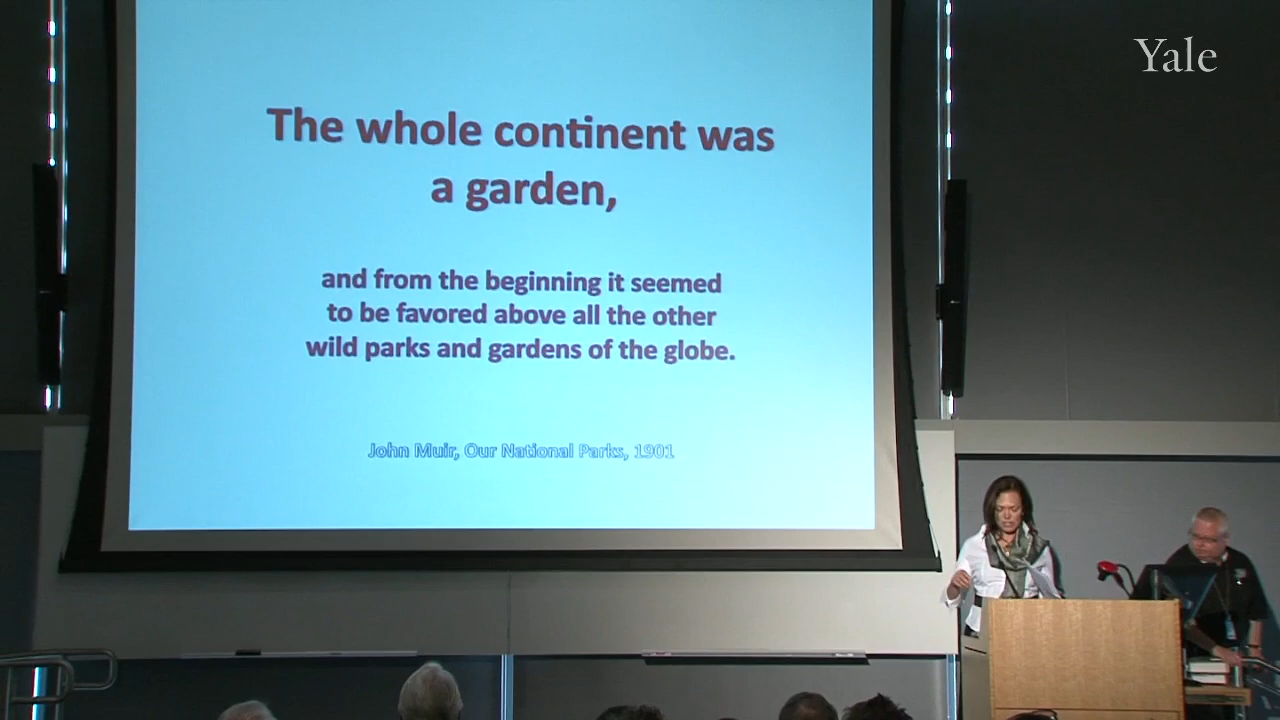 Yale
The whole continent was
a garden,
and from the beginning it seemed
to be favored above all the other
wild parks and gardens of the globe.
John Muir, Our National Parks, 1901